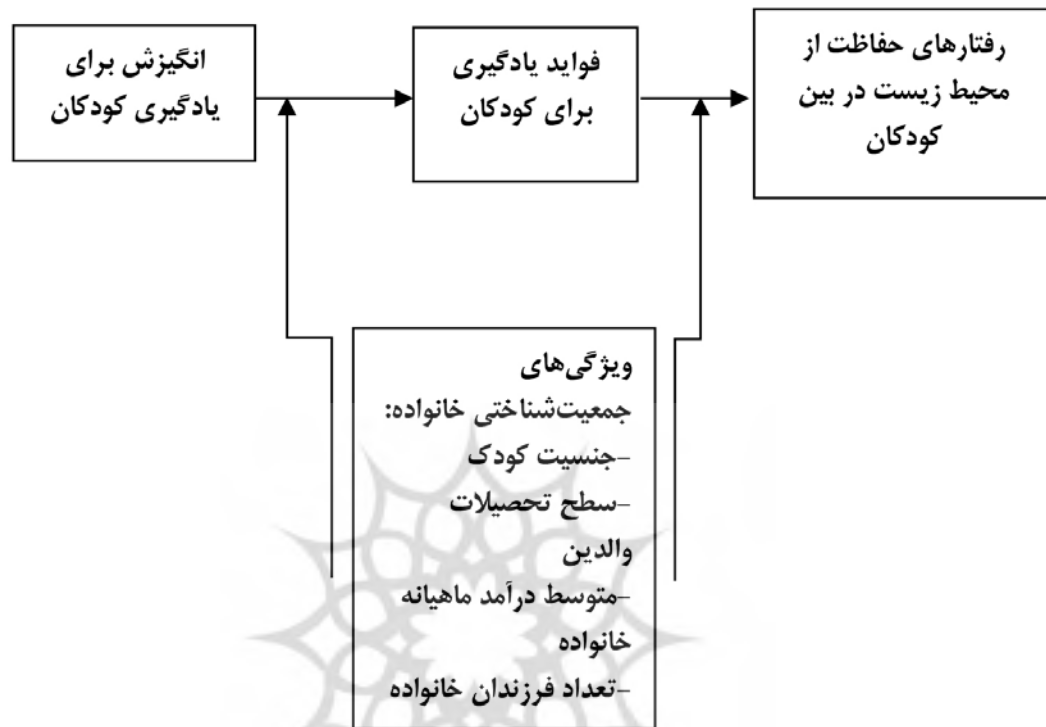 انگیزش برای
یادگیری کودکان
فواید یادگیری
برای کودکان
رفتارهای حفاظت از
محیط زیست در بین
کودکان
ویژگی‌های
جمعیت‌شناختی خانواده:
-جنسیت کودک
-سطح تحصیلات
والدین
-متوسط درآمد ماهیانه
خانواده
-تعداد فرزندان خانواده